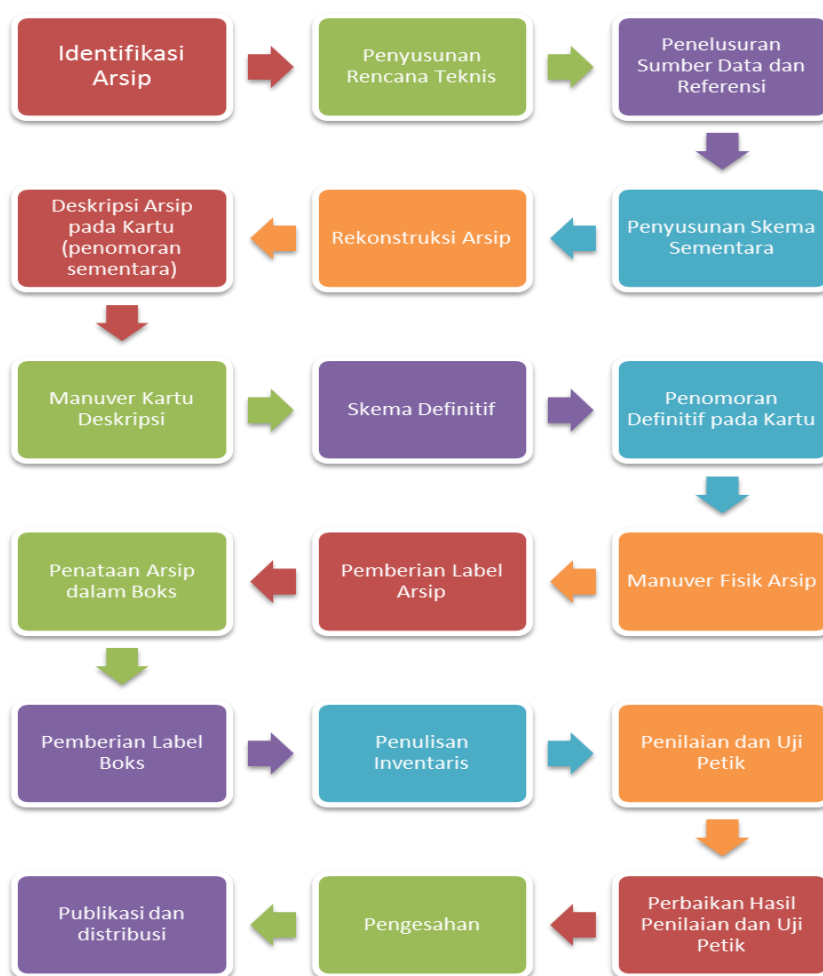 Identifikasi
Arsip
Penyusunan
Rencana Teknis
Penelusuran
Sumber Data dan
Referensi
Penyusunan Skema
Sementara
Rekonstruksi Arsip
Deskripsi Arsip
pada Kartu
(penomoran
sementara)
Manuver Kartu
Deskripsi
Skema Definitif
Penomoran
Definitif pada Kartu
Manuver Fisik Arsip
Pemberian Label
Arsip
Penataan Arsip
dalam Boks
Pemberian Label
Boks
Penulisan
Inventaris
Penilaian dan Uji
Petik
Perbaikan Hasil
Penilaian dan Uji
Petik
Pengesahan
Publikasi dan
distribusi